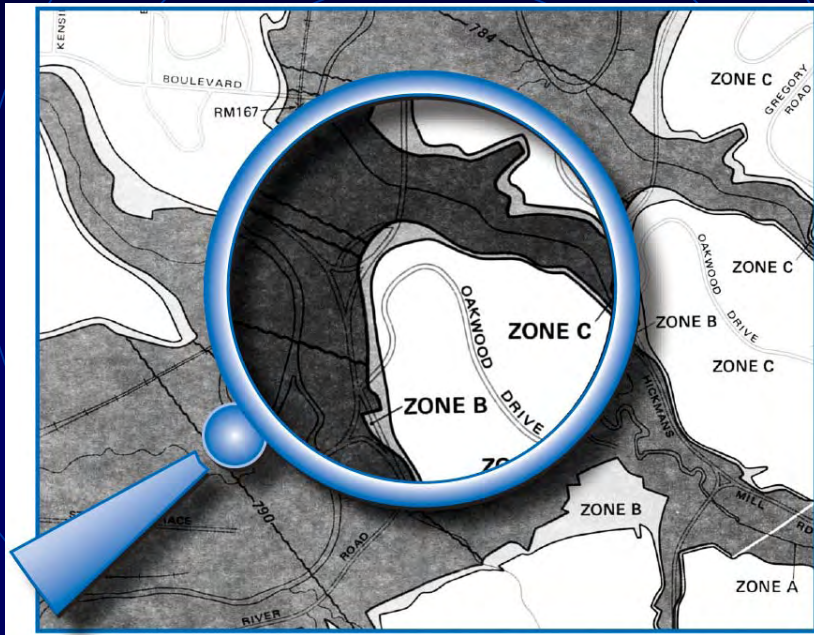 KENSI
784
ZONE C
GREGORY
ROAD
BOULEVARD
RM167
OAKWOOD
DRIVE
ZONE C
ZONE B
ZONE C
OAKWOOD
DRIVE
ZONE C
ZONE B
HICKMANS
MILL RD
ZONE B
790
ROAD
RIVER
ZONE A